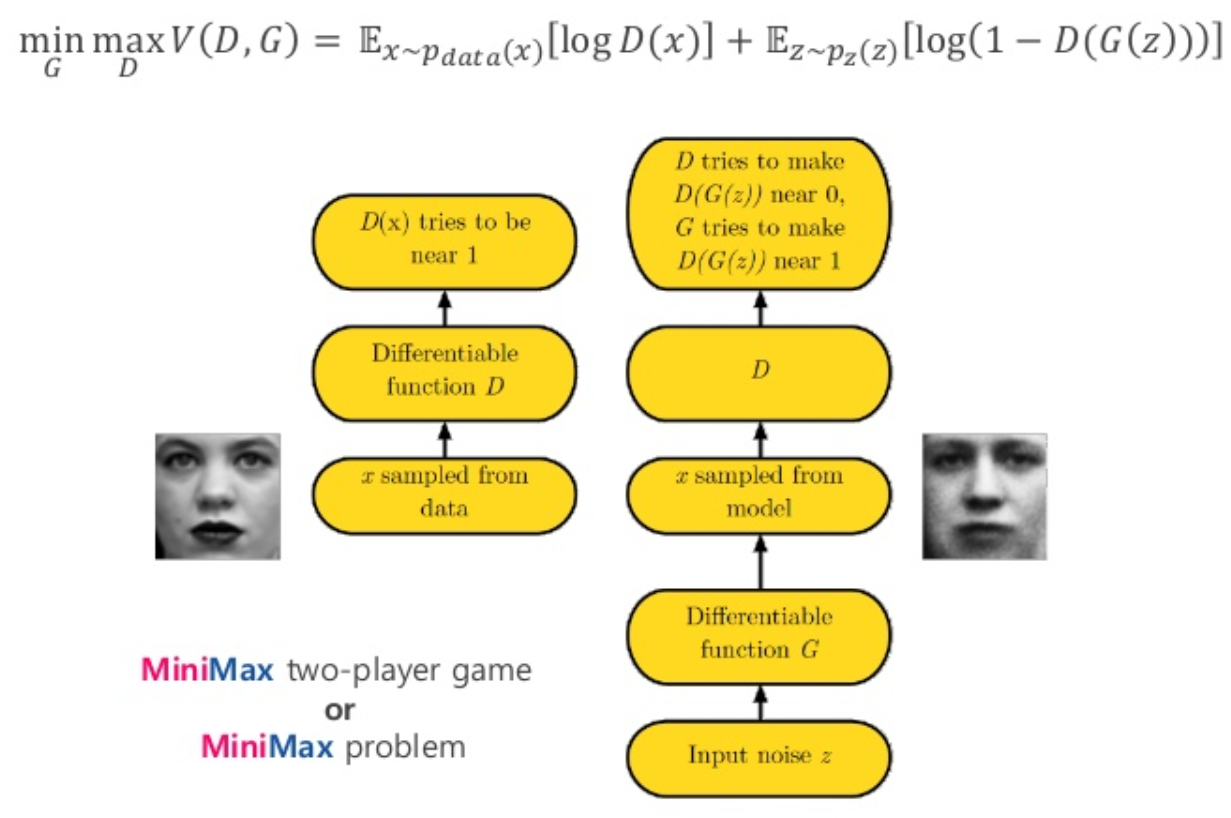 min max V(D, G) = 𝔼x~pdata(x)[log D(x)] + 𝔼z~pz(z)[log(1 − D(G(z)))]
G D
D(x) tries to be
near 1
Differentiable
function D
x sampled from
data
D tries to make
D(G(z)) near 0,
G tries to make
D(G(z)) near 1
D
x sampled from
model
Differentiable
function G
Input noise z
MiniMax two-player game
or
MiniMax problem